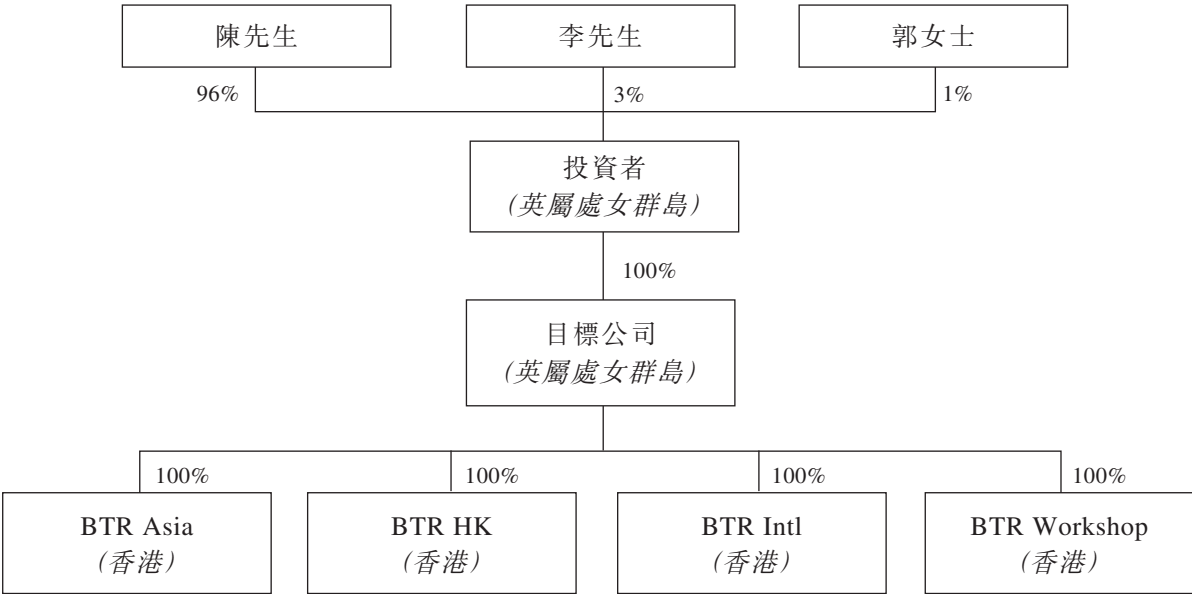 陳先生
李先生
郭女士
96%
3%
1%
投資者
(英屬處女群島)
100%
目標公司
(英屬處女群島)
100%
100%
100%
100%
BTR Asia
(香港)
BTR HK
(香港)
BTR Intl
(香港)
BTR Workshop
(香港)